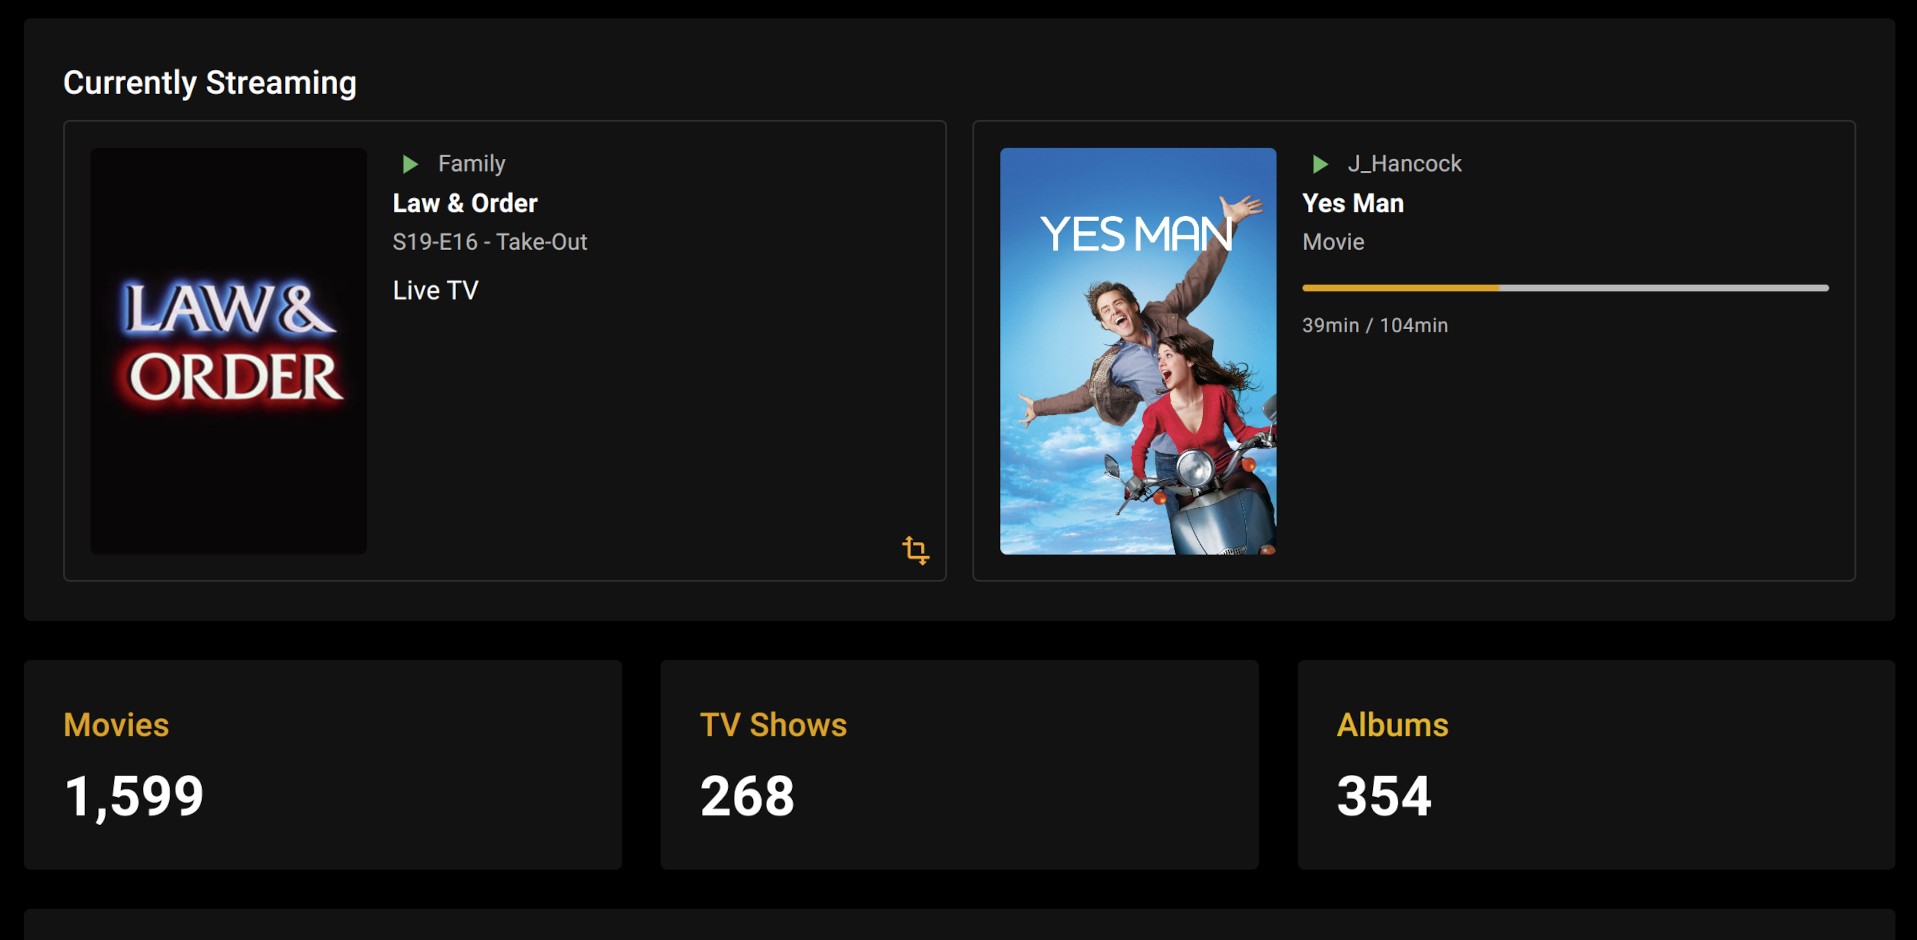 Currently Streaming
LAW &
ORDER
Family
Law & Order
S19-E16 - Take-Out
Live TV
YES MAN
J_Hancock
Yes Man
Movie
39min / 104min
Movies
1,599
TV Shows
268
Albums
354